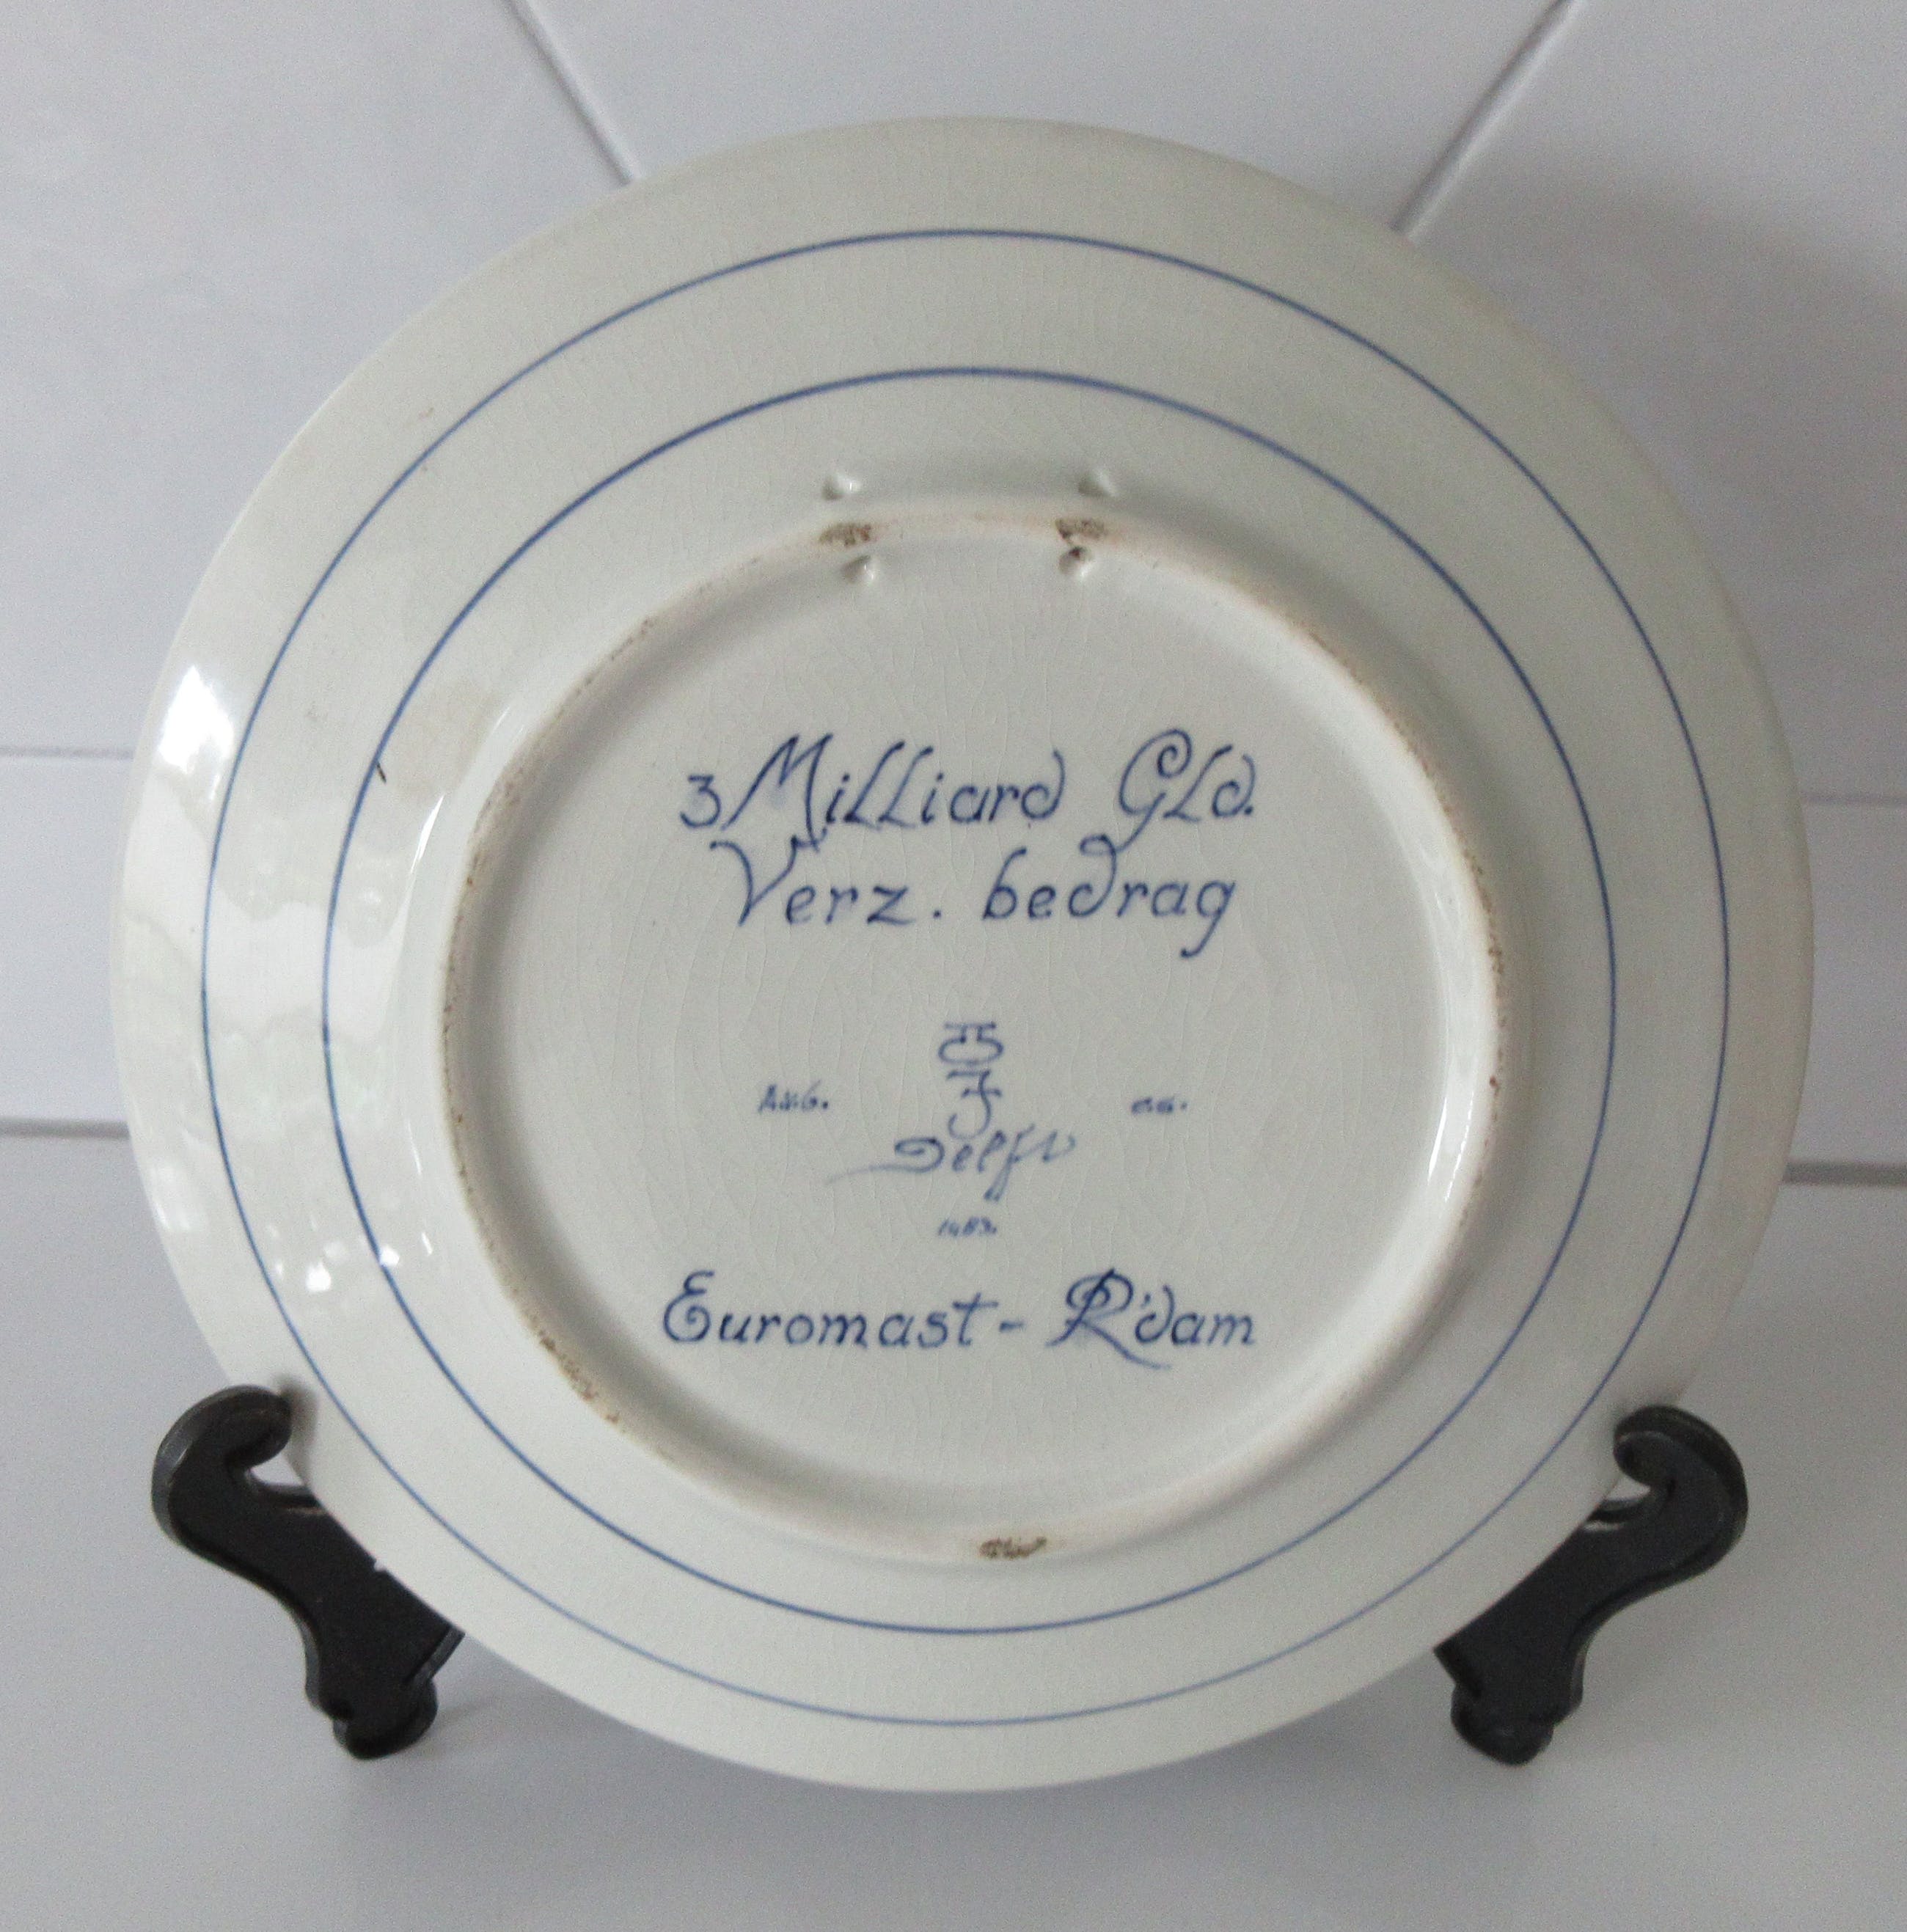 3 Milliard Gld.
Verz. bedrag
Delft
Euromast - R'dam